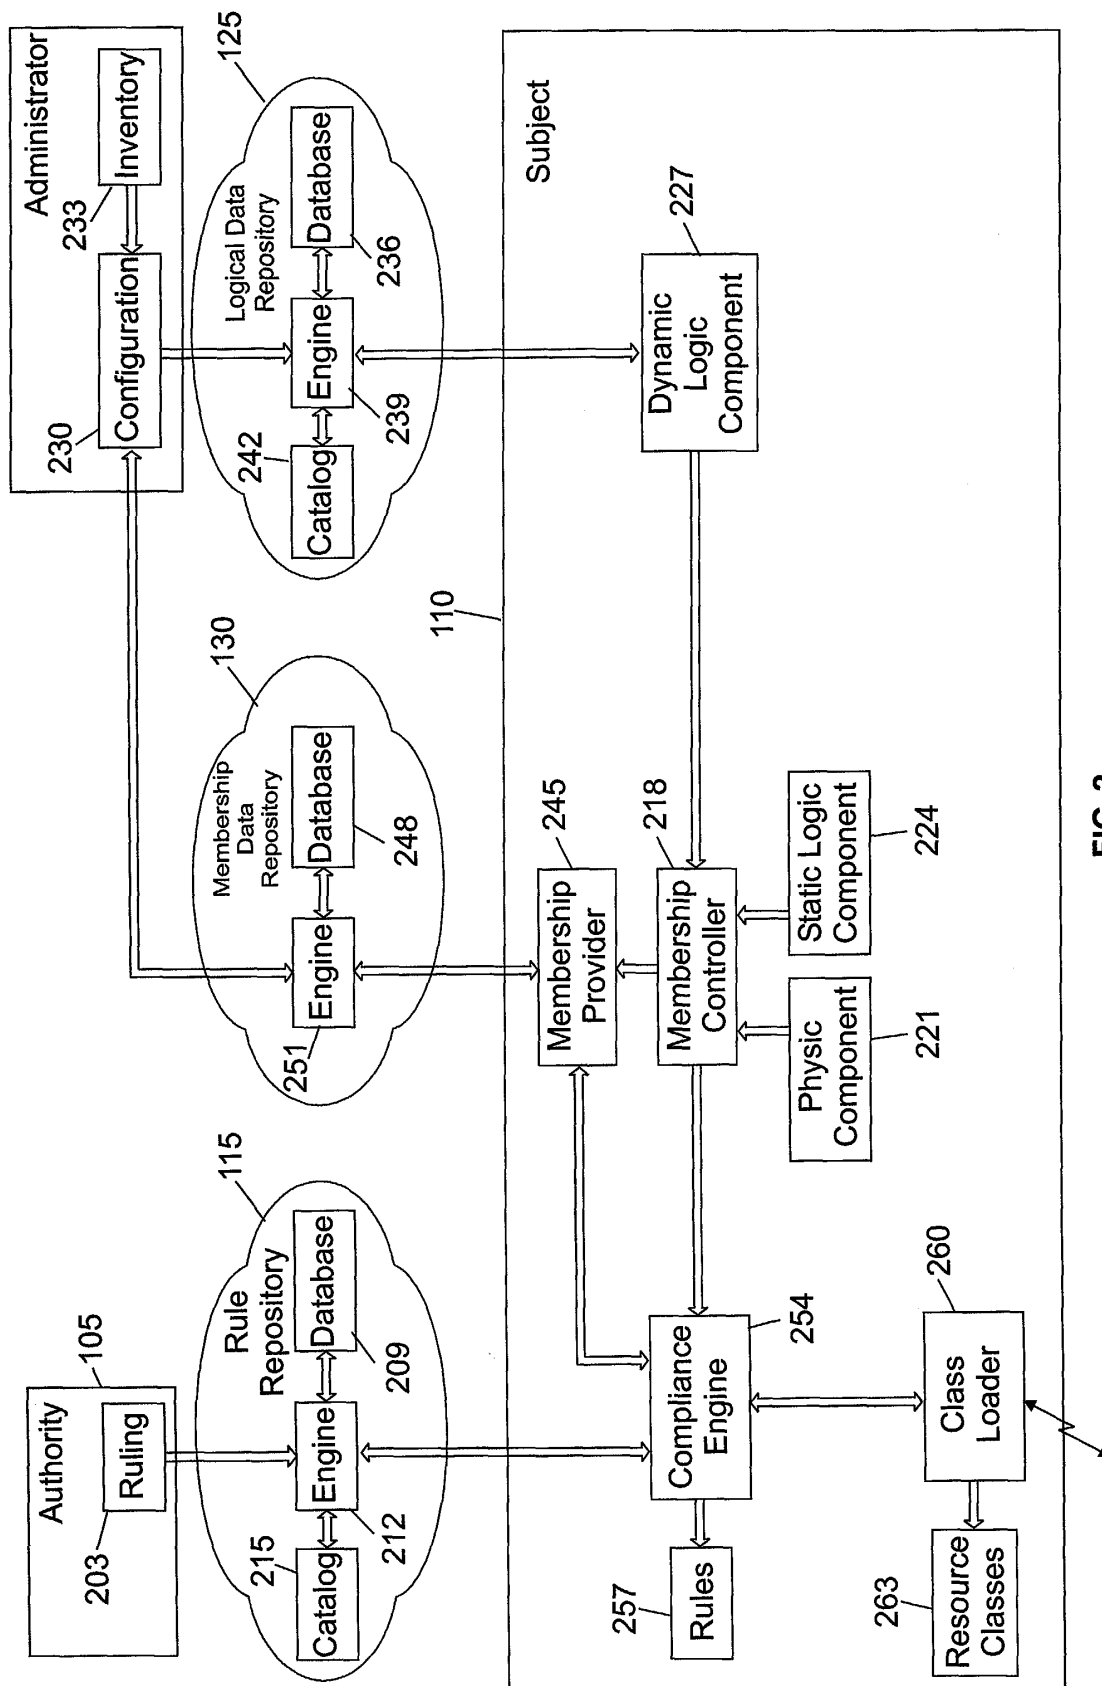 Authority
105
Ruling
203
Rule
Repository
115
Catalog
215
Engine
212
Database
209
Membership
Data
Repository
130
Engine
251
Database
248
Administrator
Configuration
230
Inventory
233
Logical Data
Repository
125
Catalog
242
Engine
239
Database
236
110
Subject
Membership
Provider
245
Membership
Controller
218
Dynamic
Logic
Component
227
Physic
Component
221
Static Logic
Component
224
Compliance
Engine
254
Rules
257
Class
Loader
260
Resource
Classes
263